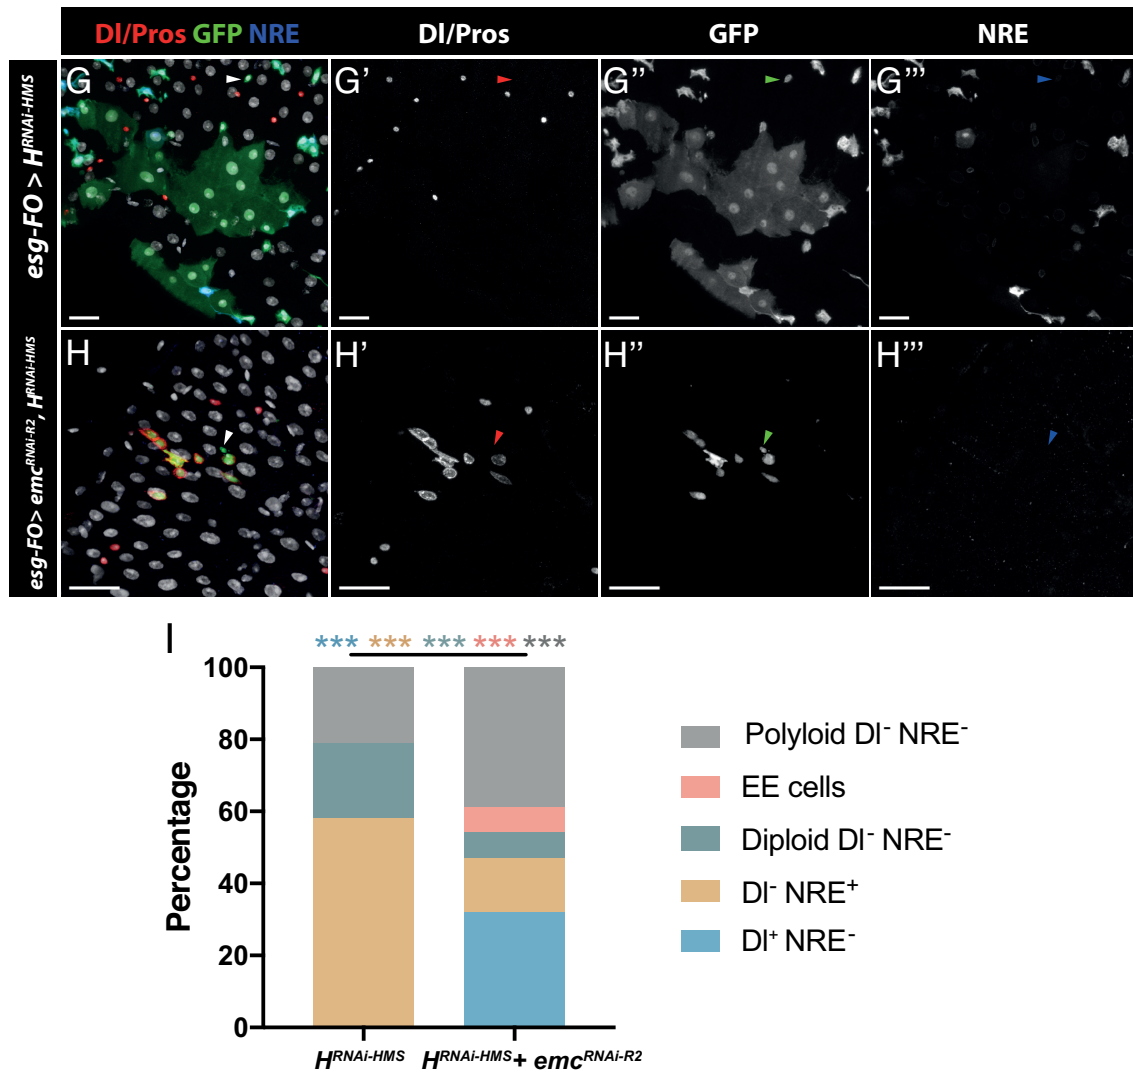 Dl/Pros GFP NRE Dl/Pros GFP NRE
esg-FO > H^RNAi-HMS
G G’ G’’ G’’’
esg-FO> emc^RNAi-R2, H^RNAi-HMS
H H’ H’’ H’’’
I
*** *** *** *** ***
100
80
60
40
20
0
Percentage
H^RNAi-HMS H^RNAi-HMS+ emc^RNAi-R2
Polyloid Dl- NRE-
EE cells
Diploid Dl- NRE-
Dl- NRE+
Dl+ NRE-